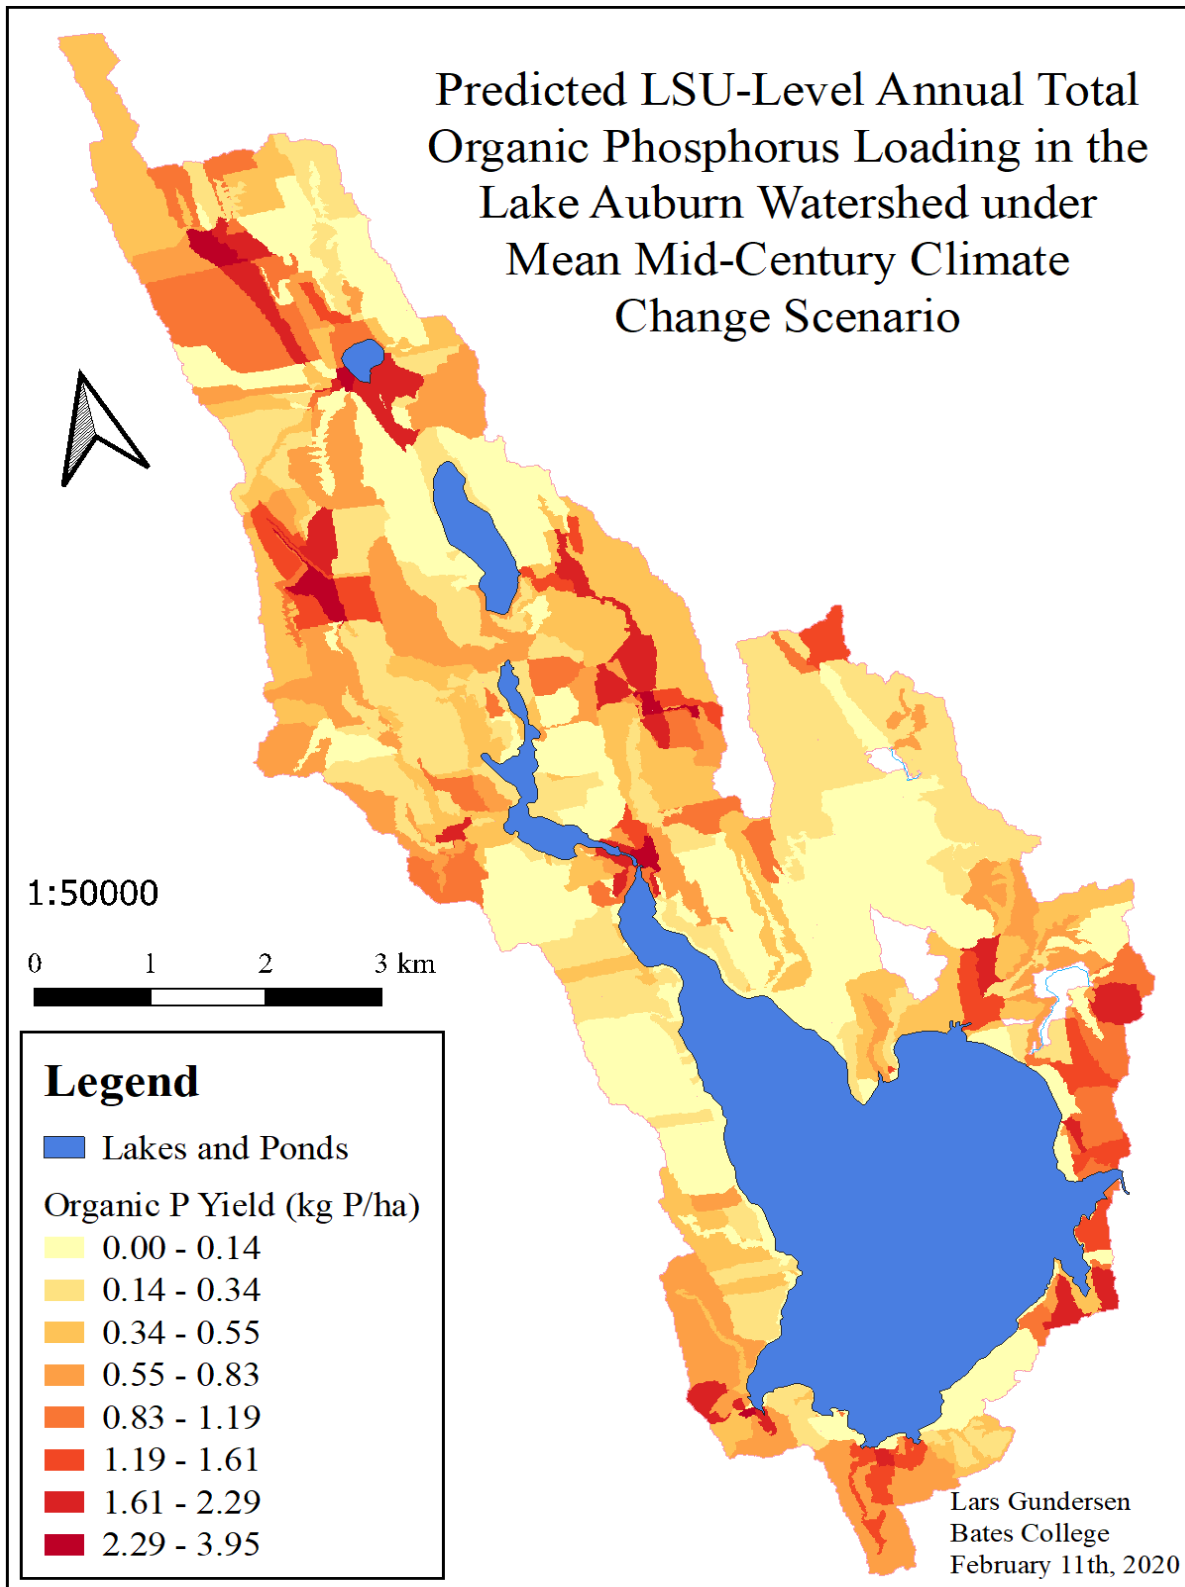 Predicted LSU-Level Annual Total
Organic Phosphorus Loading in the
Lake Auburn Watershed under
Mean Mid-Century Climate
Change Scenario
1:50000
0 1 2 3 km
Legend
Lakes and Ponds
Organic P Yield (kg P/ha)
0.00 - 0.14
0.14 - 0.34
0.34 - 0.55
0.55 - 0.83
0.83 - 1.19
1.19 - 1.61
1.61 - 2.29
2.29 - 3.95
Lars Gundersen
Bates College
February 11th, 2020